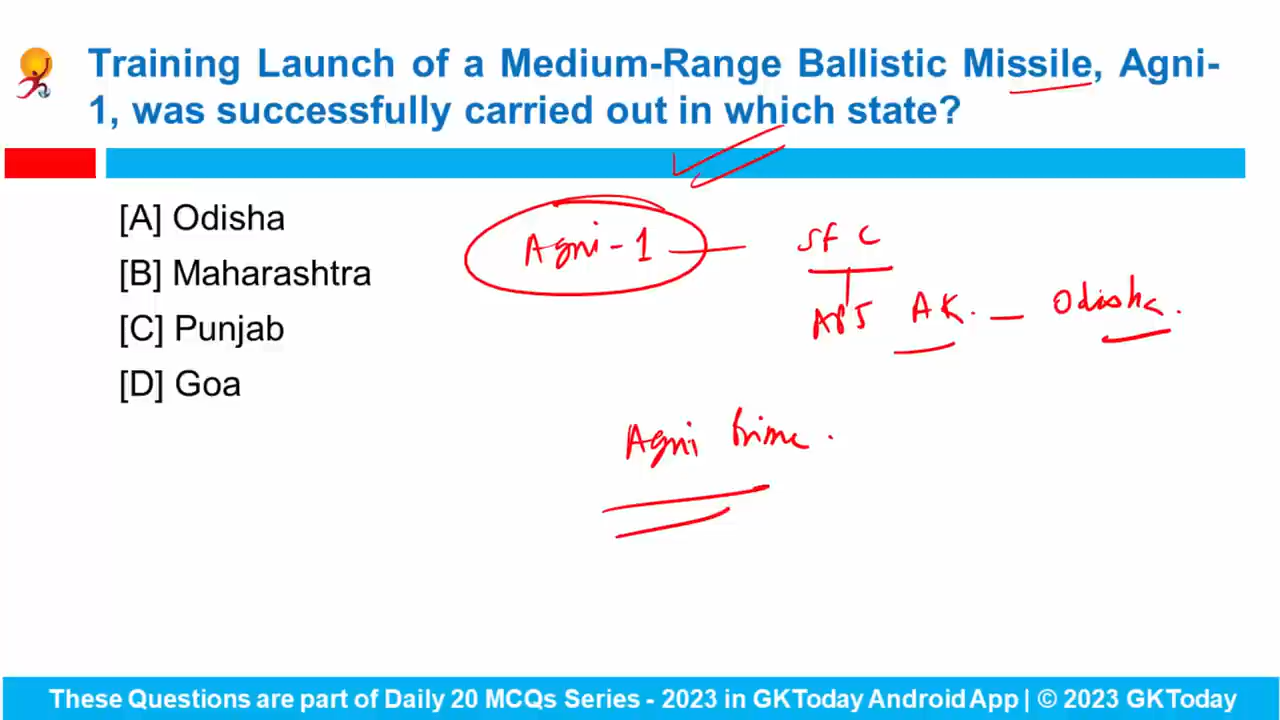 Training Launch of a Medium-Range Ballistic Missile, Agni-
1, was successfully carried out in which state?
[A] Odisha
[B] Maharashtra
[C] Punjab
[D] Goa
Agni-1 — SFC
APJ AK. — Odisha.
Agni Prime.
These Questions are part of Daily 20 MCQs Series - 2023 in GKToday Android App | © 2023 GKToday